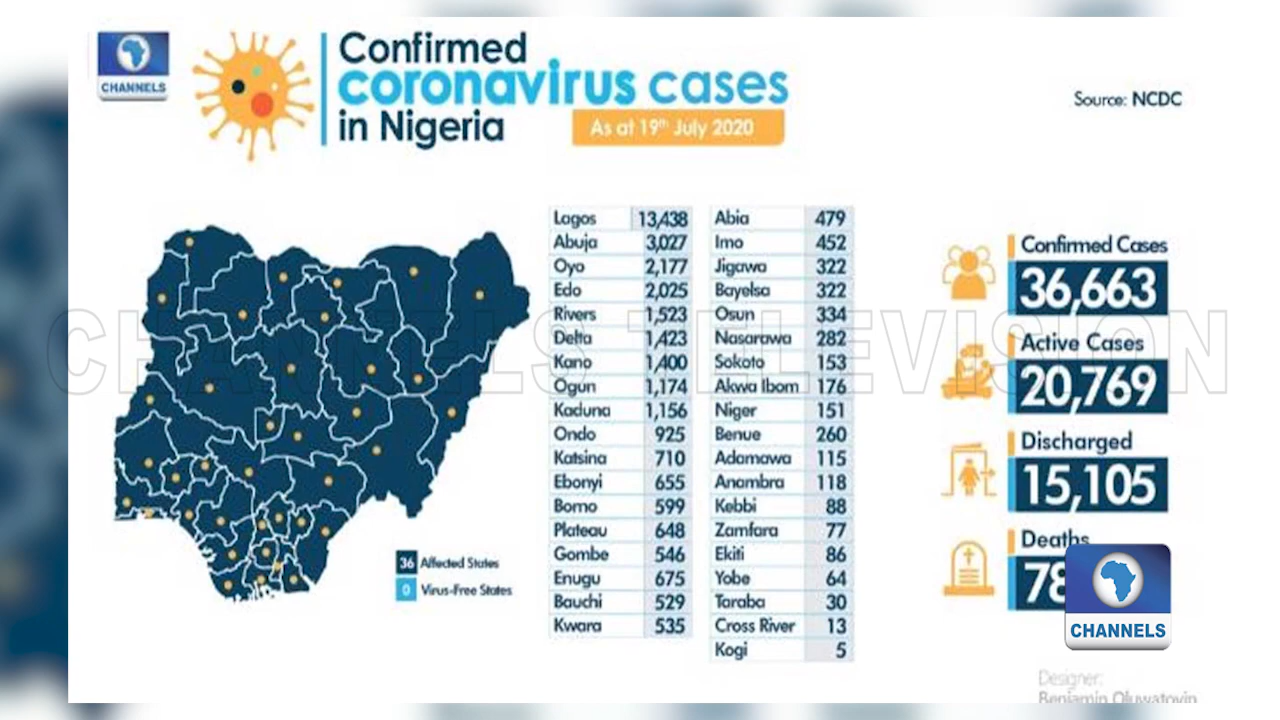 CHANNELS
Confirmed
coronavirus cases
in Nigeria
As at 19th July 2020
Source: NCDC
Lagos 13,438
Abuja 3,027
Oyo 2,177
Edo 2,025
Rivers 1,523
Delta 1,423
Kano 1,400
Ogun 1,174
Kaduna 1,156
Ondo 925
Katsina 710
Ebonyi 655
Borno 599
Plateau 648
Gombe 546
Enugu 675
Bauchi 529
Kwara 535
Abia 479
Imo 452
Jigawa 322
Bayelsa 322
Osun 334
Nasarawa 282
Sokoto 153
Akwa Ibom 176
Niger 151
Benue 260
Adamawa 115
Anambra 118
Kebbi 88
Zamfara 77
Ekiti 86
Yobe 64
Taraba 30
Cross River 13
Kogi 5
Confirmed Cases
36,663
Active Cases
20,769
Discharged
15,105
Deaths
36 Affected States
0 Virus-Free States
CHANNELS TELEVISION
CHANNELS
Designer:
Benjamin Oluwatoyin